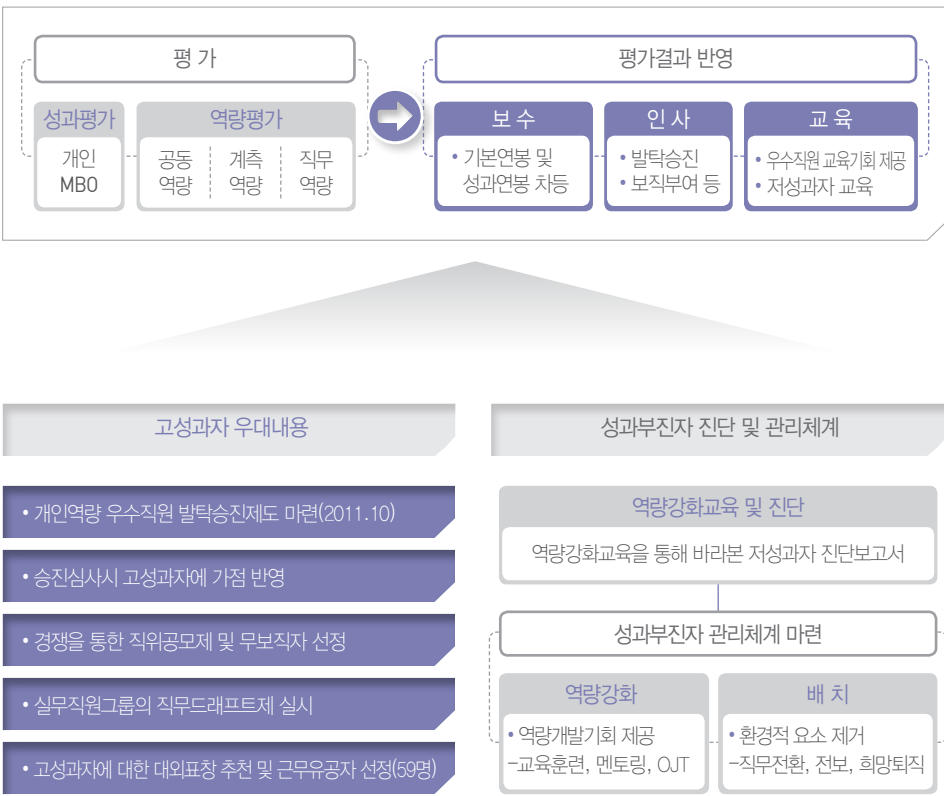 평 가
성과평가
개인
MBO
역량평가
공동
역량
계측
역량
직무
역량
평가결과 반영
보 수
• 기본연봉 및
성과연봉 차등
인 사
• 발탁승진
• 보직부여 등
교 육
• 우수직원 교육기회 제공
• 저성과자 교육
고성과자 우대내용
• 개인역량 우수직원 발탁승진제도 마련(2011.10)
• 승진심사시 고성과자에 가점 반영
• 경쟁을 통한 직위공모제 및 무보직자 선정
• 실무직원그룹의 직무드래프트제 실시
• 고성과자에 대한 대외표창 추천 및 근무유공자 선정(59명)
성과부진자 진단 및 관리체계
역량강화교육 및 진단
역량강화교육을 통해 바라본 저성과자 진단보고서
성과부진자 관리체계 마련
역량강화
• 역량개발기회 제공
-교육훈련, 멘토링, OJT
배 치
• 환경적 요소 제거
-직무전환, 전보, 희망퇴직